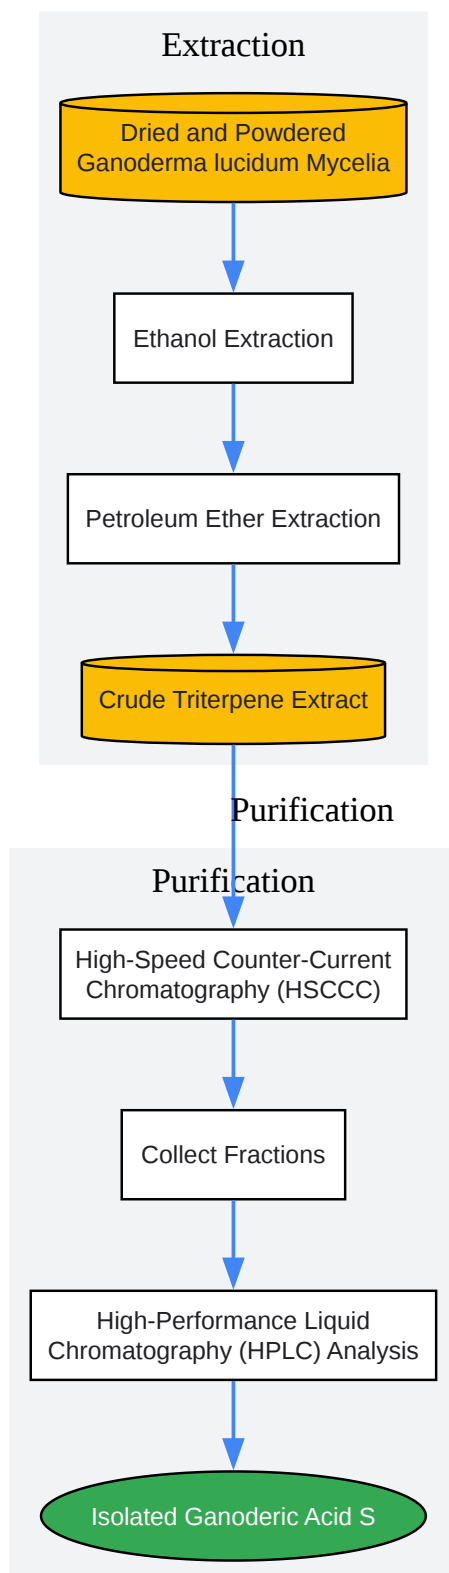 Extraction
Dried and Powdered
Ganoderma lucidum Mycelia
Ethanol Extraction
Petroleum Ether Extraction
Crude Triterpene Extract
Purification
Purification
High-Speed Counter-Current
Chromatography (HSCCC)
Collect Fractions
High-Performance Liquid
Chromatography (HPLC) Analysis
Isolated Ganoderic Acid S